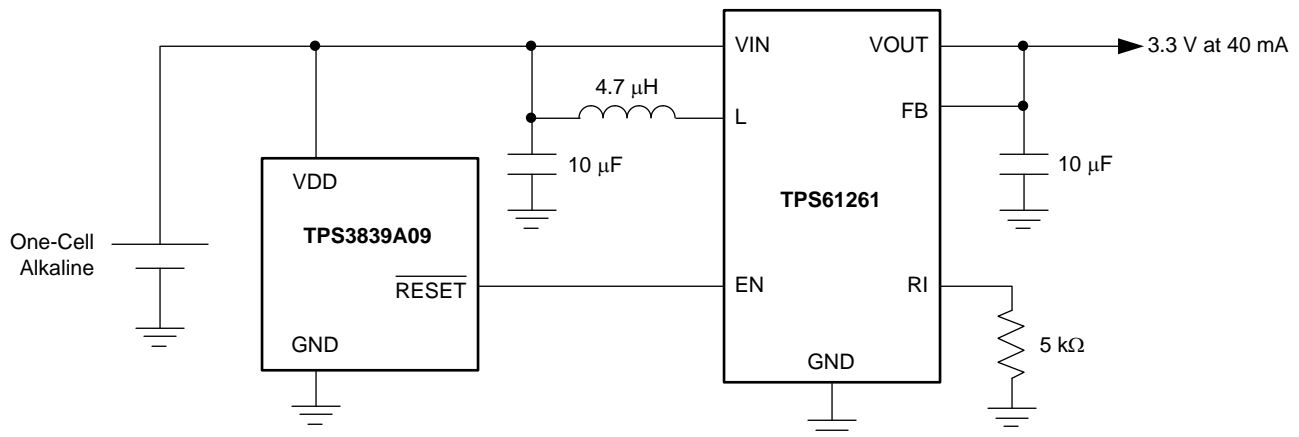 VIN
VOUT
3.3 V at 40 mA
4.7 μH
L
FB
10 μF
10 μF
VDD
TPS61261
TPS3839A09
One-Cell
Alkaline
RESET
EN
RI
GND
5 kΩ
GND